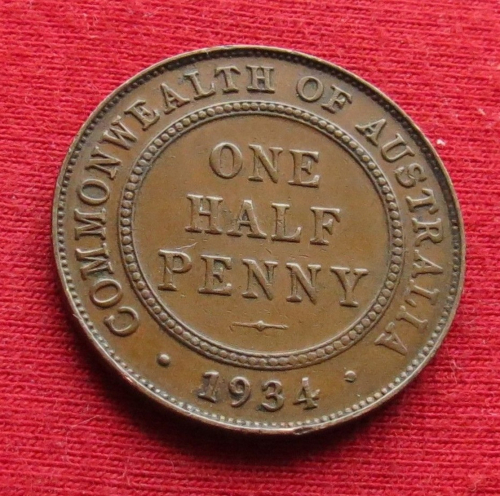 COMMONWEALTH OF AUSTRALIA
ONE
HALF
PENNY
· 1934 ·